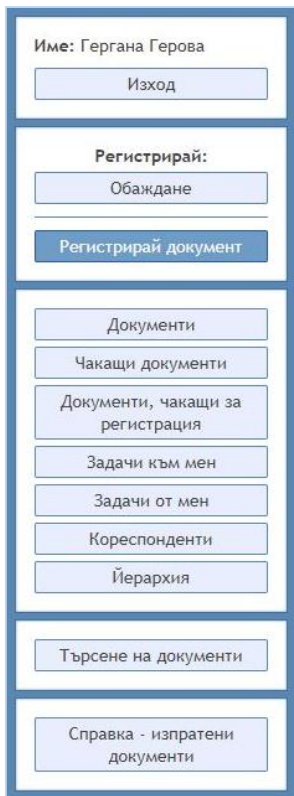 Име: Гергана Герова
Изход
Регистрирай:
Обаждане
Регистрирай документ
Документи
Чакащи документи
Документи, чакащи за
регистрация
Задачи към мен
Задачи от мен
Кореспонденти
Йерархия
Търсене на документи
Справка - изпратени
документи